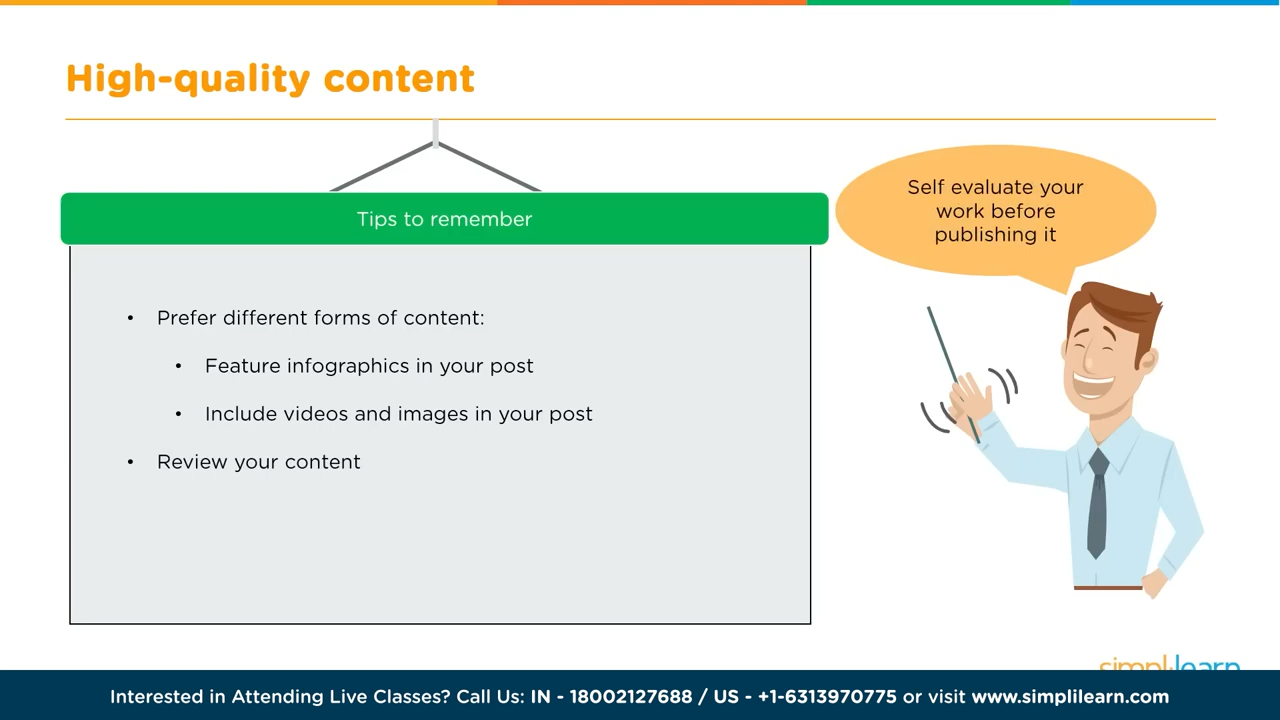 High-quality content
Tips to remember
Self evaluate your
work before
publishing it
• Prefer different forms of content:
• Feature infographics in your post
• Include videos and images in your post
• Review your content
simplilearn
Interested in Attending Live Classes? Call Us: IN - 18002127688 / US - +1-6313970775 or visit www.simplilearn.com